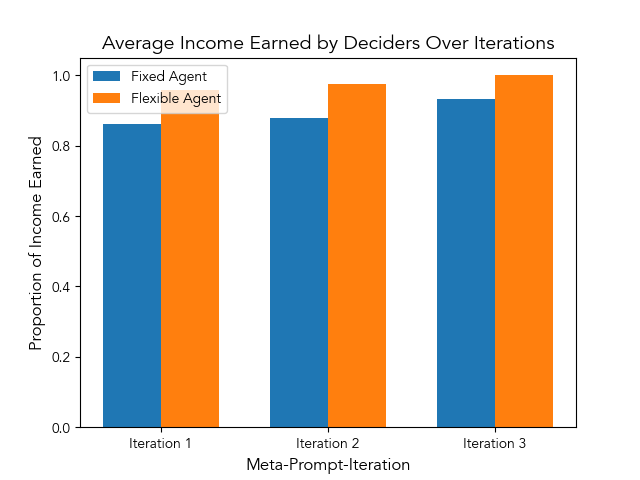 Average Income Earned by Deciders Over Iterations
Fixed Agent
Flexible Agent
Proportion of Income Earned
1.0
0.8
0.6
0.4
0.2
0.0
Iteration 1
Iteration 2
Iteration 3
Meta-Prompt-Iteration